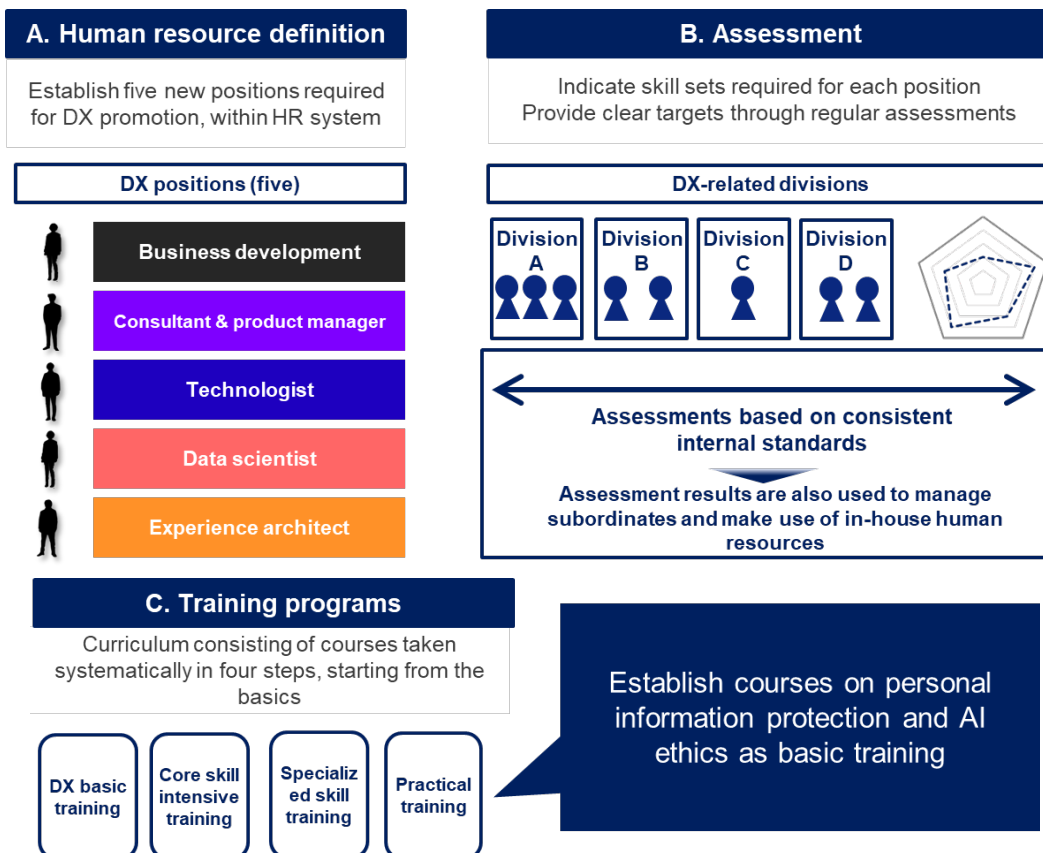 A. Human resource definition
Establish five new positions required
for DX promotion, within HR system
DX positions (five)
Business development
Consultant & product manager
Technologist
Data scientist
Experience architect
B. Assessment
Indicate skill sets required for each position
Provide clear targets through regular assessments
DX-related divisions
Division
A
Division
B
Division
C
Division
D
Assessments based on consistent
internal standards
Assessment results are also used to manage
subordinates and make use of in-house human
resources
C. Training programs
Curriculum consisting of courses taken
systematically in four steps, starting from the
basics
DX basic
training
Core skill
intensive
training
Specializ
ed skill
training
Practical
training
Establish courses on personal
information protection and AI
ethics as basic training